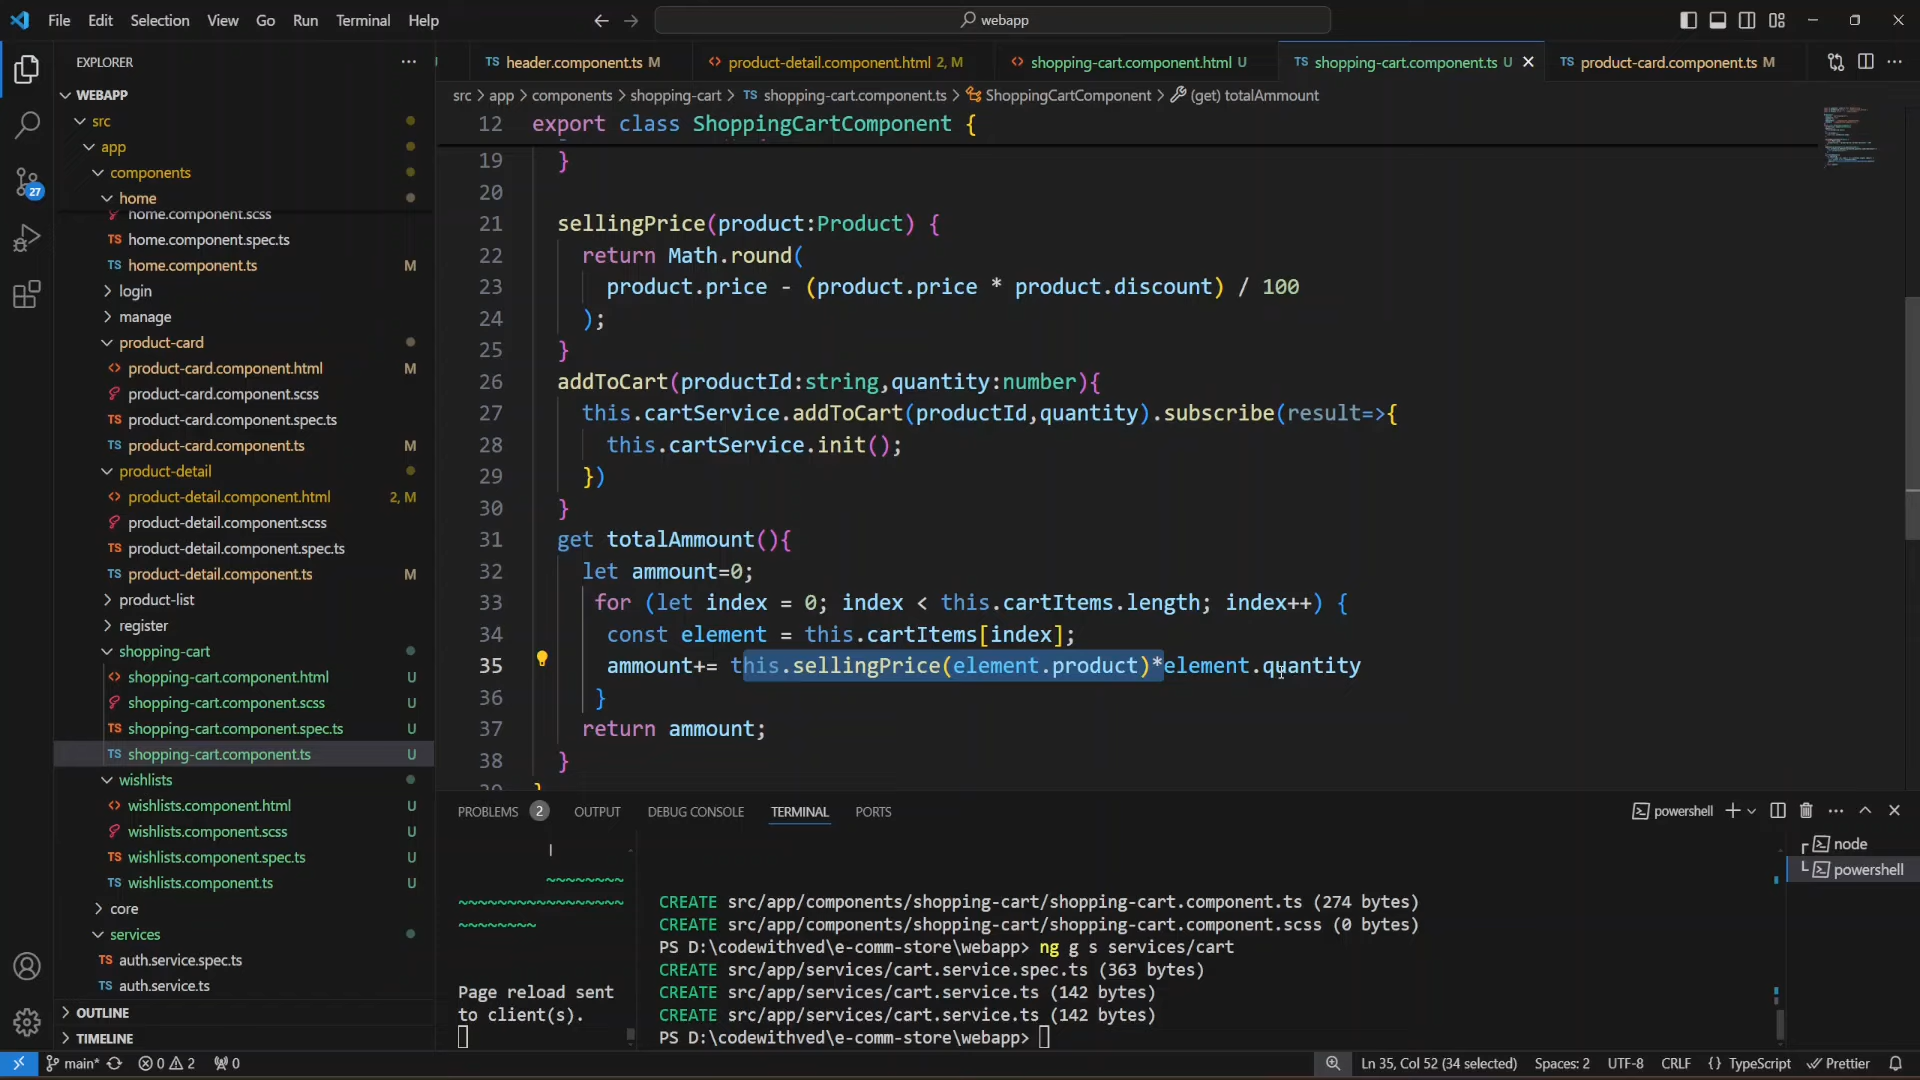 File Edit Selection View Go Run Terminal Help
webapp
EXPLORER
header.component.ts M
product-detail.component.html 2, M
shopping-cart.component.html U
shopping-cart.component.ts U
product-card.component.ts M
src > app > components > shopping-cart > TS shopping-cart.component.ts > ShoppingCartComponent > (get) totalAmmount
WEBAPP
src
app
components
home
home.component.scss
TS home.component.spec.ts
TS home.component.ts M
login
manage
product-card
product-card.component.html M
product-card.component.scss
TS product-card.component.spec.ts
TS product-card.component.ts M
product-detail
product-detail.component.html 2, M
product-detail.component.scss
TS product-detail.component.spec.ts
TS product-detail.component.ts M
product-list
register
shopping-cart
shopping-cart.component.html U
shopping-cart.component.scss U
TS shopping-cart.component.spec.ts U
TS shopping-cart.component.ts U
wishlists
wishlists.component.html U
wishlists.component.scss U
TS wishlists.component.spec.ts U
TS wishlists.component.ts U
core
services
TS auth.service.spec.ts
TS auth.service.ts
OUTLINE
TIMELINE
27
12 export class ShoppingCartComponent {
19 }
20
21 sellingPrice(product:Product) {
22 return Math.round(
23 product.price - (product.price * product.discount) / 100
24 );
25 }
26 addToCart(productId:string,quantity:number){
27 this.cartService.addToCart(productId,quantity).subscribe(result=>{
28 this.cartService.init();
29 })
30 }
31 get totalAmmount(){
32 let ammount=0;
33 for (let index = 0; index < this.cartItems.length; index++) {
34 const element = this.cartItems[index];
35 ammount+= this.sellingPrice(element.product)*element.quantity
36 }
37 return ammount;
38 }
PROBLEMS 2 OUTPUT DEBUG CONSOLE TERMINAL PORTS
powershell
~~~~~~~~
~~~~~~~~~~~~~~~~~
~~~~~~~~
Page reload sent
to client(s).
CREATE src/app/components/shopping-cart/shopping-cart.component.ts (274 bytes)
CREATE src/app/components/shopping-cart/shopping-cart.component.scss (0 bytes)
PS D:\codewithved\e-comm-store\webapp> ng g s services/cart
CREATE src/app/services/cart.service.spec.ts (363 bytes)
CREATE src/app/services/cart.service.ts (142 bytes)
CREATE src/app/services/cart.service.ts (142 bytes)
PS D:\codewithved\e-comm-store\webapp>
node
powershell
main* 0 2 0
Ln 35, Col 52 (34 selected) Spaces: 2 UTF-8 CRLF {} TypeScript Prettier